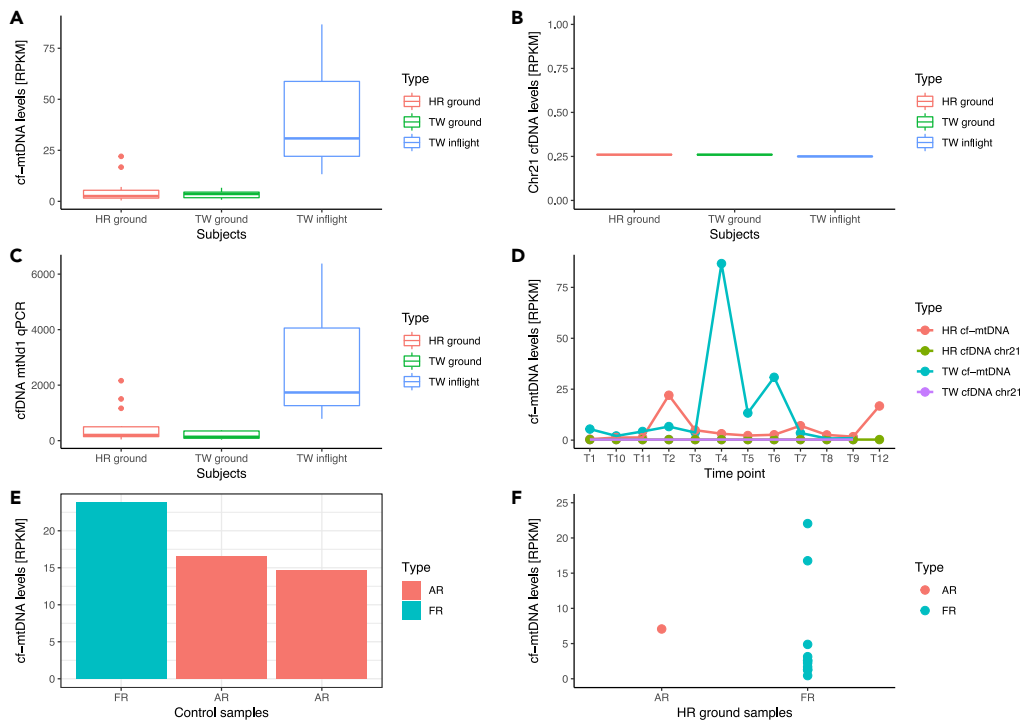 A
cf-mtDNA levels [RPKM]
75
50
25
0
HR ground
TW ground
TW inflight
Subjects
Type
HR ground
TW ground
TW inflight
B
Chr21 cfDNA levels [RPKM]
1.00
0.75
0.50
0.25
0.00
HR ground
TW ground
TW inflight
Subjects
Type
HR ground
TW ground
TW inflight
C
cfDNA mtNd1 qPCR
6000
4000
2000
0
HR ground
TW ground
TW inflight
Subjects
Type
HR ground
TW ground
TW inflight
D
cf-mtDNA levels [RPKM]
75
50
25
0
T1 T10 T11 T2 T3 T4 T5 T6 T7 T8 T9 T12
Time point
Type
HR cf-mtDNA
HR cfDNA chr21
TW cf-mtDNA
TW cfDNA chr21
E
cf-mtDNA levels [RPKM]
20
15
10
5
0
FR
AR
AR
Control samples
Type
AR
FR
F
cf-mtDNA levels [RPKM]
25
20
15
10
5
0
AR
FR
HR ground samples
Type
AR
FR